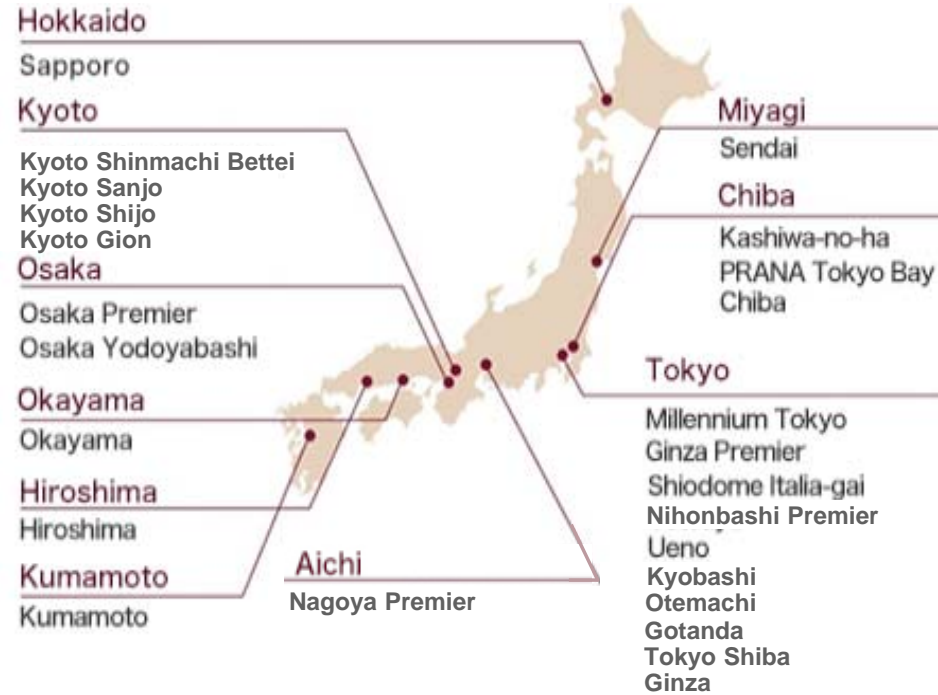 Hokkaido
Sapporo
Kyoto
Kyoto Shinmachi Bettei
Kyoto Sanjo
Kyoto Shijo
Kyoto Gion
Osaka
Osaka Premier
Osaka Yodoyabashi
Okayama
Okayama
Hiroshima
Hiroshima
Kumamoto
Kumamoto
Aichi
Nagoya Premier
Miyagi
Sendai
Chiba
Kashiwa-no-ha
PRANA Tokyo Bay
Chiba
Tokyo
Millennium Tokyo
Ginza Premier
Shiodome Italia-gai
Nihonbashi Premier
Ueno
Kyobashi
Otemachi
Gotanda
Tokyo Shiba
Ginza